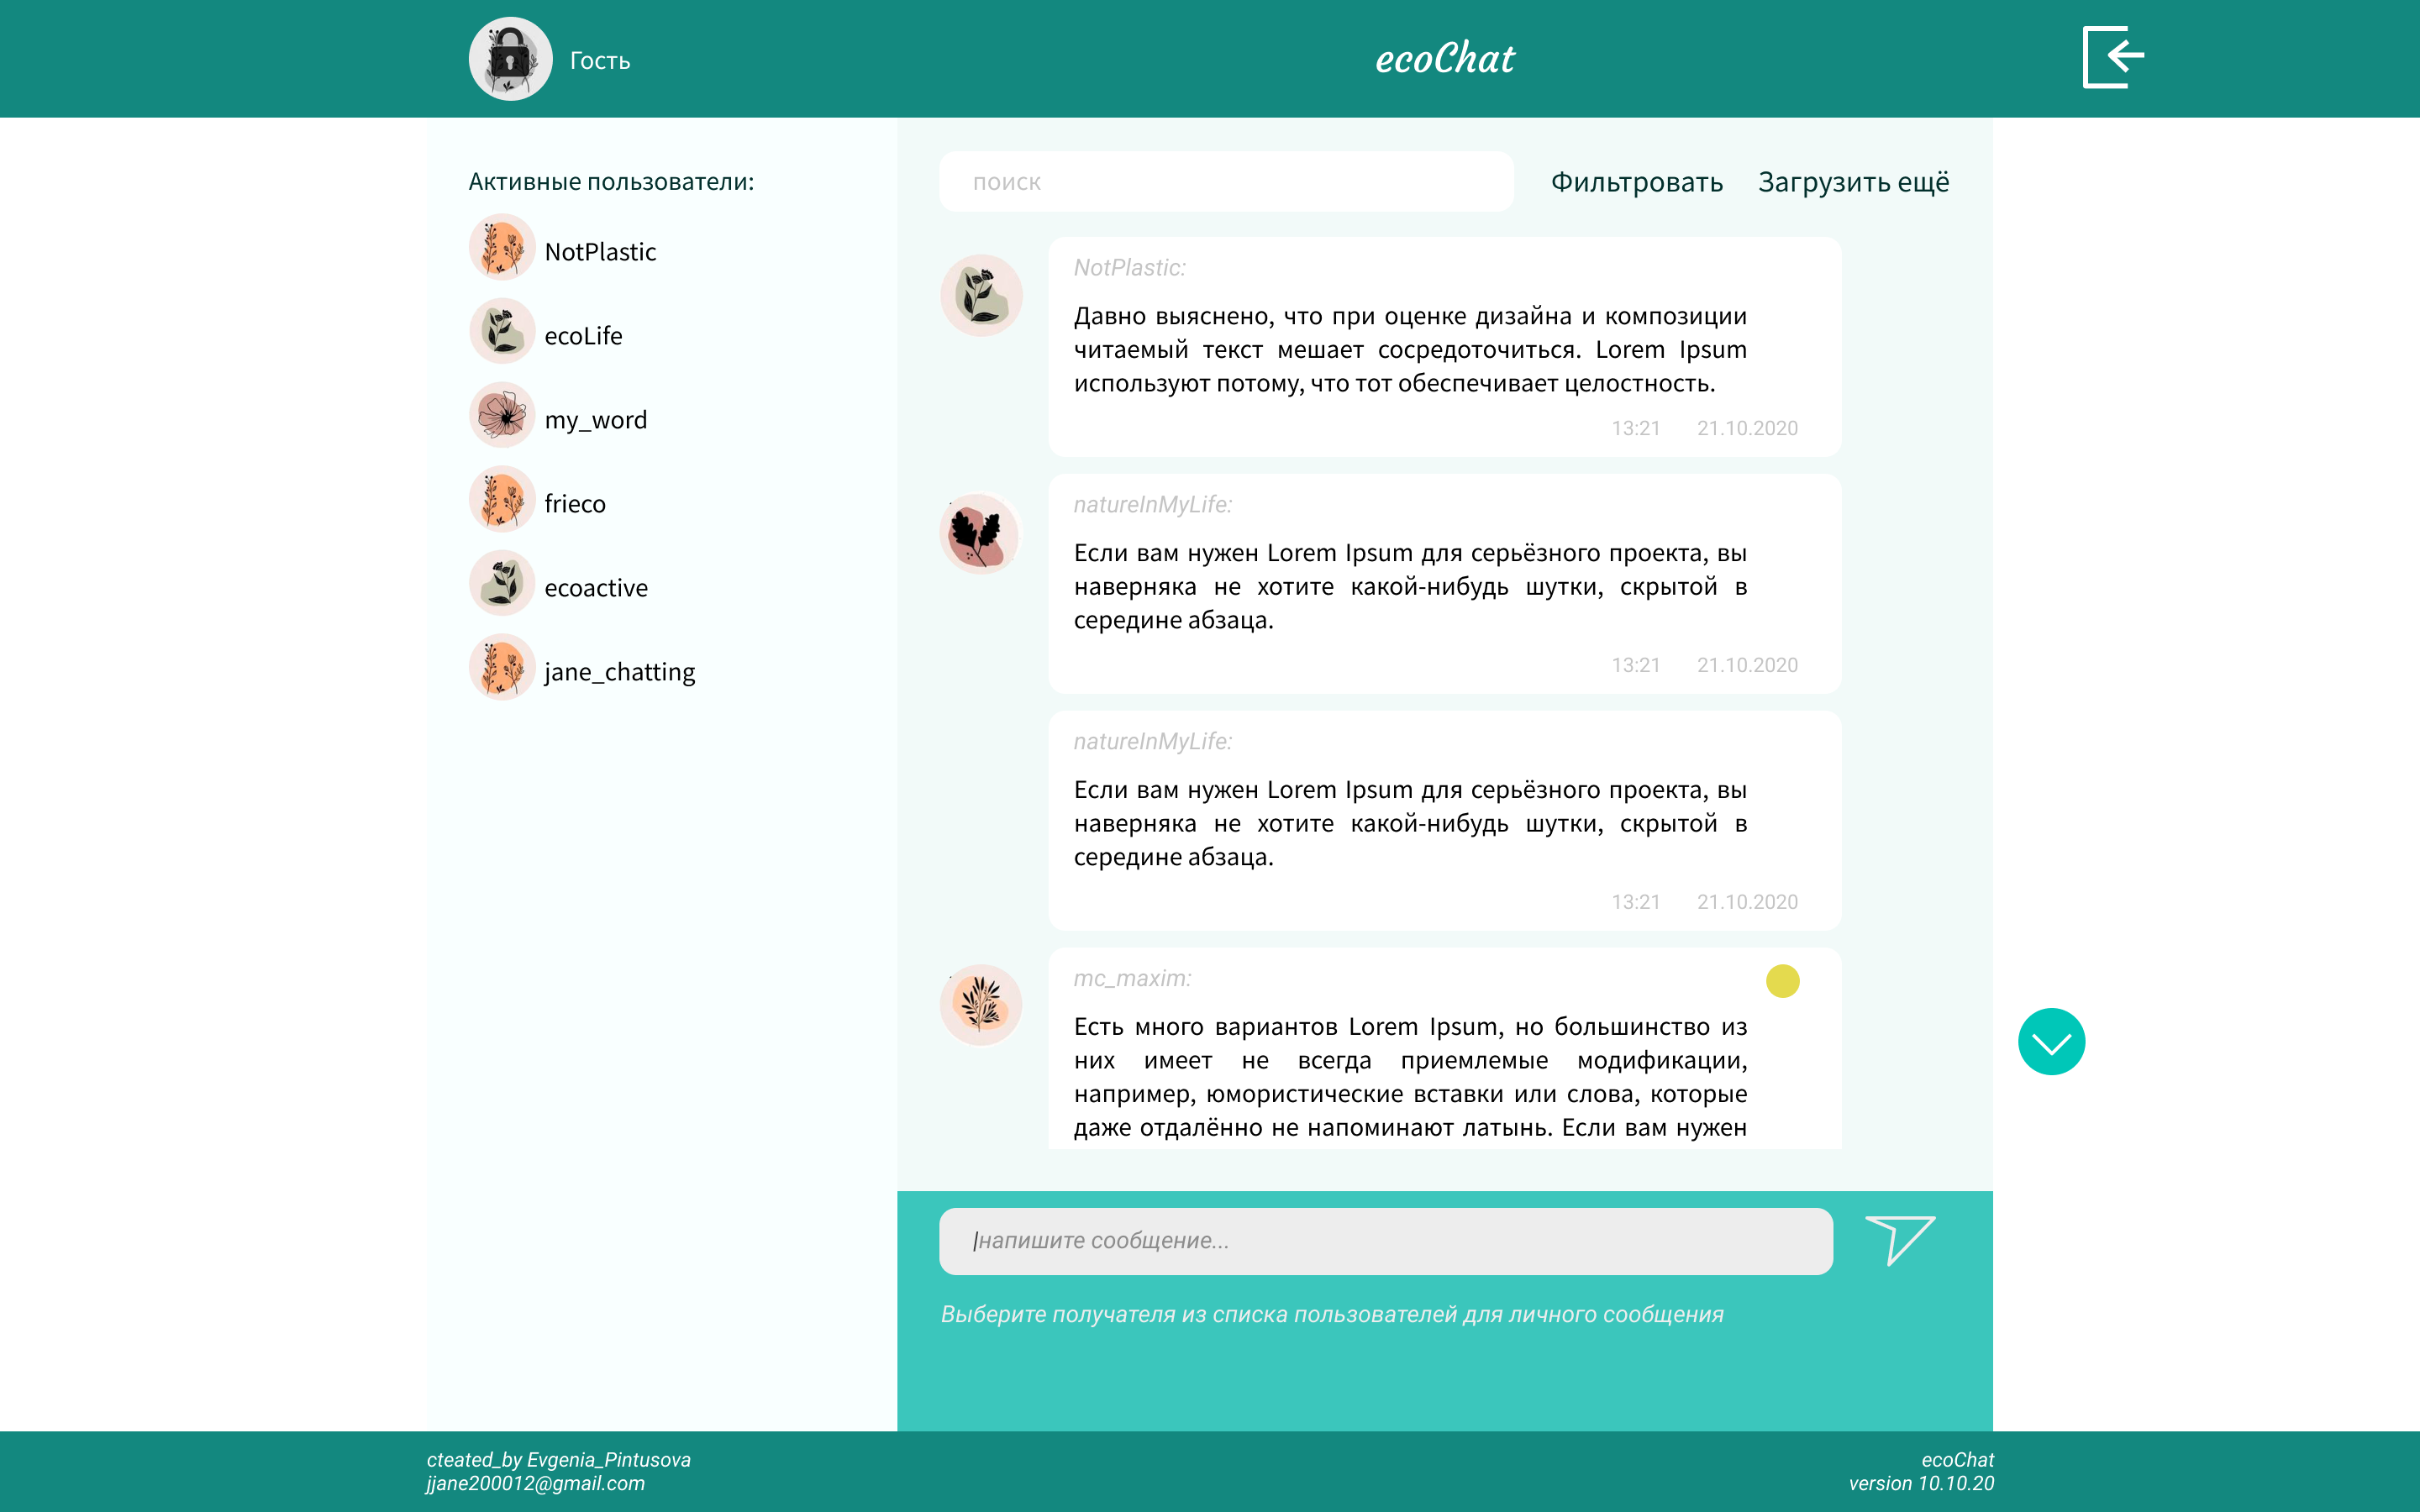 Гость
ecoChat
Активные пользователи:
NotPlastic
ecoLife
my_word
frieco
ecoactive
jane_chatting
поиск
Фильтровать
Загрузить ещё
NotPlastic:
Давно выяснено, что при оценке дизайна и композиции
читаемый текст мешает сосредоточиться. Lorem Ipsum
используют потому, что тот обеспечивает целостность.
13:21 21.10.2020
natureInMyLife:
Если вам нужен Lorem Ipsum для серьёзного проекта, вы
наверняка не хотите какой-нибудь шутки, скрытой в
середине абзаца.
13:21 21.10.2020
natureInMyLife:
Если вам нужен Lorem Ipsum для серьёзного проекта, вы
наверняка не хотите какой-нибудь шутки, скрытой в
середине абзаца.
13:21 21.10.2020
mc_maxim:
Есть много вариантов Lorem Ipsum, но большинство из
них имеет не всегда приемлемые модификации,
например, юмористические вставки или слова, которые
даже отдалённо не напоминают латынь. Если вам нужен
напишите сообщение...
Выберите получателя из списка пользователей для личного сообщения
cteated_by Evgenia_Pintusova
jjane200012@gmail.com
ecoChat
version 10.10.20